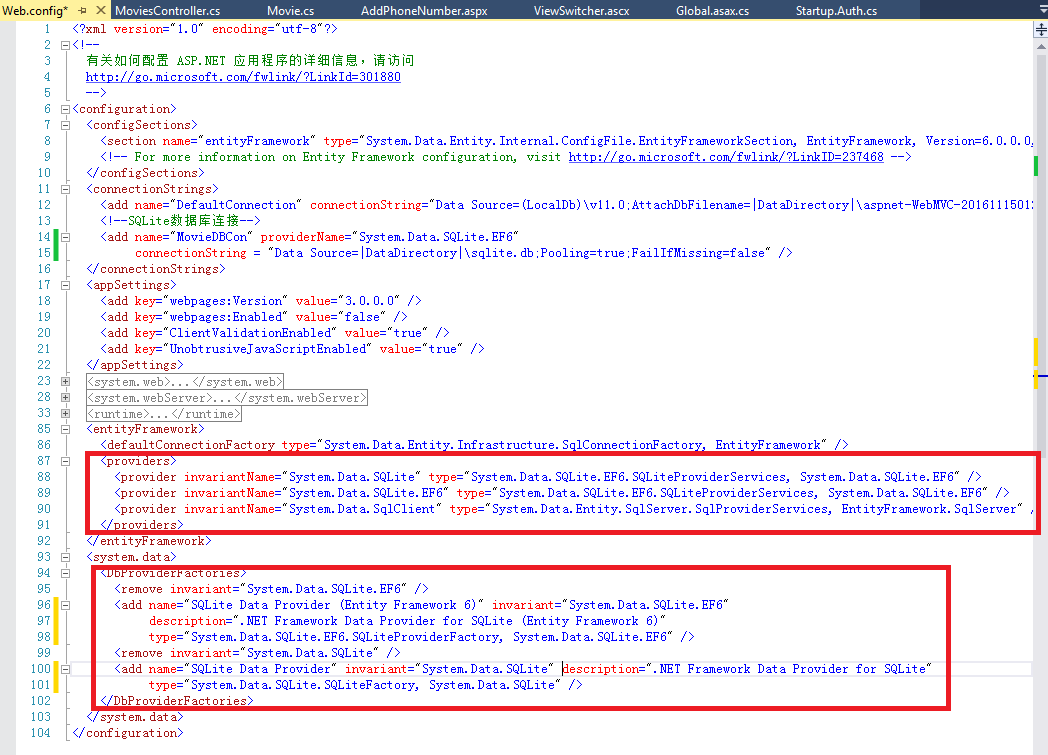 Web.config* MoviesController.cs Movie.cs AddPhoneNumber.aspx ViewSwitcher.ascx Global.asax.cs Startup.Auth.cs
1 <?xml version="1.0" encoding="utf-8"?>
2 <!--
3 有关如何配置 ASP.NET 应用程序的详细信息，请访问
4 http://go.microsoft.com/fwlink/?LinkId=301880
5 -->
6 <configuration>
7 <configSections>
8 <section name="entityFramework" type="System.Data.Entity.Internal.ConfigFile.EntityFrameworkSection, EntityFramework, Version=6.0.0.0,
9 <!-- For more information on Entity Framework configuration, visit http://go.microsoft.com/fwlink/?LinkID=237468 -->
10 </configSections>
11 <connectionStrings>
12 <add name="DefaultConnection" connectionString="Data Source=(LocalDb)\v11.0;AttachDbFilename=|DataDirectory|\aspnet-WebMVC-2016111501
13 <!--SQLite数据库连接-->
14 <add name="MovieDBCon" providerName="System.Data.SQLite.EF6"
15 connectionString = "Data Source=|DataDirectory|\sqlite.db;Pooling=true;FailIfMissing=false" />
16 </connectionStrings>
17 <appSettings>
18 <add key="webpages:Version" value="3.0.0.0" />
19 <add key="webpages:Enabled" value="false" />
20 <add key="ClientValidationEnabled" value="true" />
21 <add key="UnobtrusiveJavaScriptEnabled" value="true" />
22 </appSettings>
23 <system.web>...</system.web>
28 <system.webServer>...</system.webServer>
33 <runtime>...</runtime>
85 <entityFramework>
86 <defaultConnectionFactory type="System.Data.Entity.Infrastructure.SqlConnectionFactory, EntityFramework" />
87 <providers>
88 <provider invariantName="System.Data.SQLite" type="System.Data.SQLite.EF6.SQLiteProviderServices, System.Data.SQLite.EF6" />
89 <provider invariantName="System.Data.SQLite.EF6" type="System.Data.SQLite.EF6.SQLiteProviderServices, System.Data.SQLite.EF6" />
90 <provider invariantName="System.Data.SqlClient" type="System.Data.Entity.SqlServer.SqlProviderServices, EntityFramework.SqlServer" /
91 </providers>
92 </entityFramework>
93 <system.data>
94 <DbProviderFactories>
95 <remove invariant="System.Data.SQLite.EF6" />
96 <add name="SQLite Data Provider (Entity Framework 6)" invariant="System.Data.SQLite.EF6"
97 description=".NET Framework Data Provider for SQLite (Entity Framework 6)"
98 type="System.Data.SQLite.EF6.SQLiteProviderFactory, System.Data.SQLite.EF6" />
99 <remove invariant="System.Data.SQLite" />
100 <add name="SQLite Data Provider" invariant="System.Data.SQLite" description=".NET Framework Data Provider for SQLite"
101 type="System.Data.SQLite.SQLiteFactory, System.Data.SQLite" />
102 </DbProviderFactories>
103 </system.data>
104 </configuration>